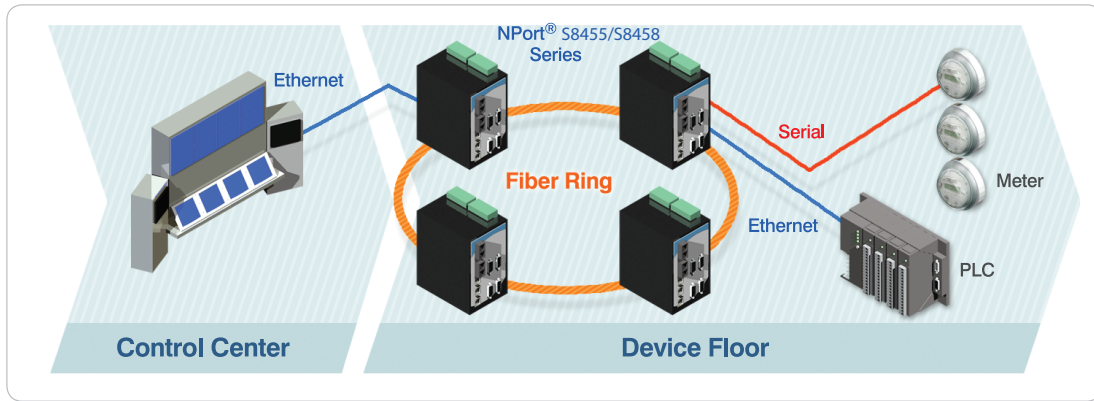 NPort® S8455/S8458
Series
Ethernet
Serial
Fiber Ring
Meter
Ethernet
PLC
Control Center
Device Floor